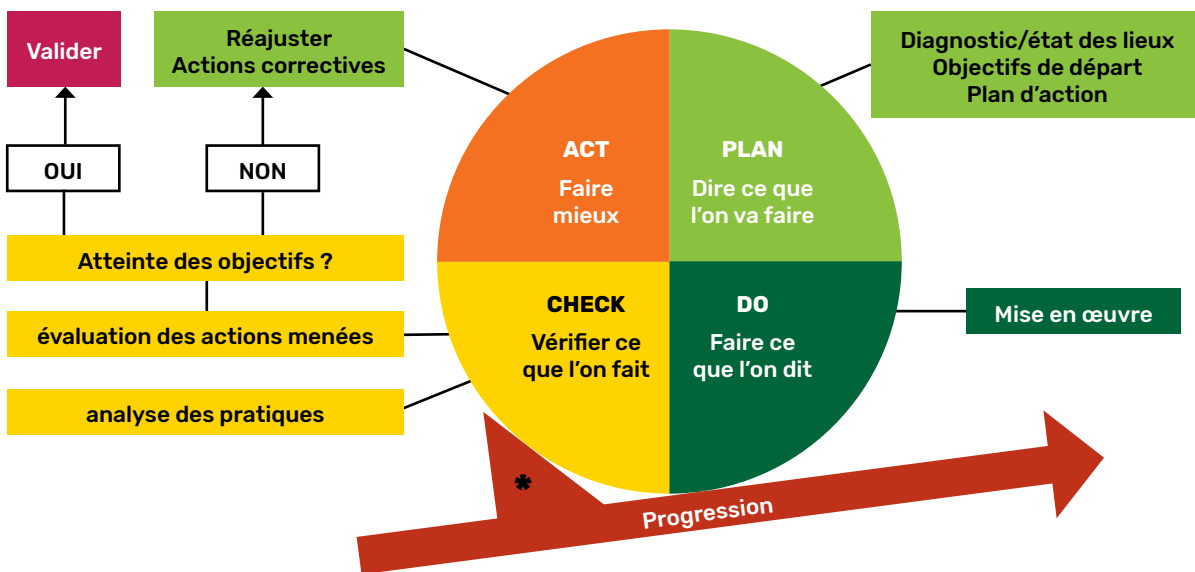 Valider
Réajuster
Actions correctives
Diagnostic/état des lieux
Objectifs de départ
Plan d’action
OUI
NON
ACT
Faire
mieux
PLAN
Dire ce que
l’on va faire
Atteinte des objectifs ?
évaluation des actions menées
analyse des pratiques
CHECK
Vérifier ce
que l’on fait
DO
Faire ce
que l’on dit
Mise en œuvre
*
Progression